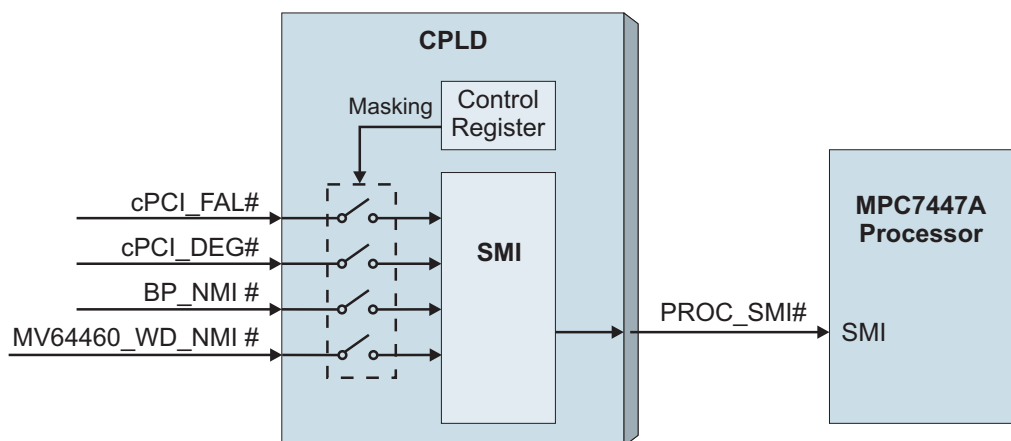 CPLD
Masking
Control
Register
cPCI_FAL#
cPCI_DEG#
BP_NMI #
MV64460_WD_NMI #
SMI
PROC_SMI#
MPC7447A
Processor
SMI